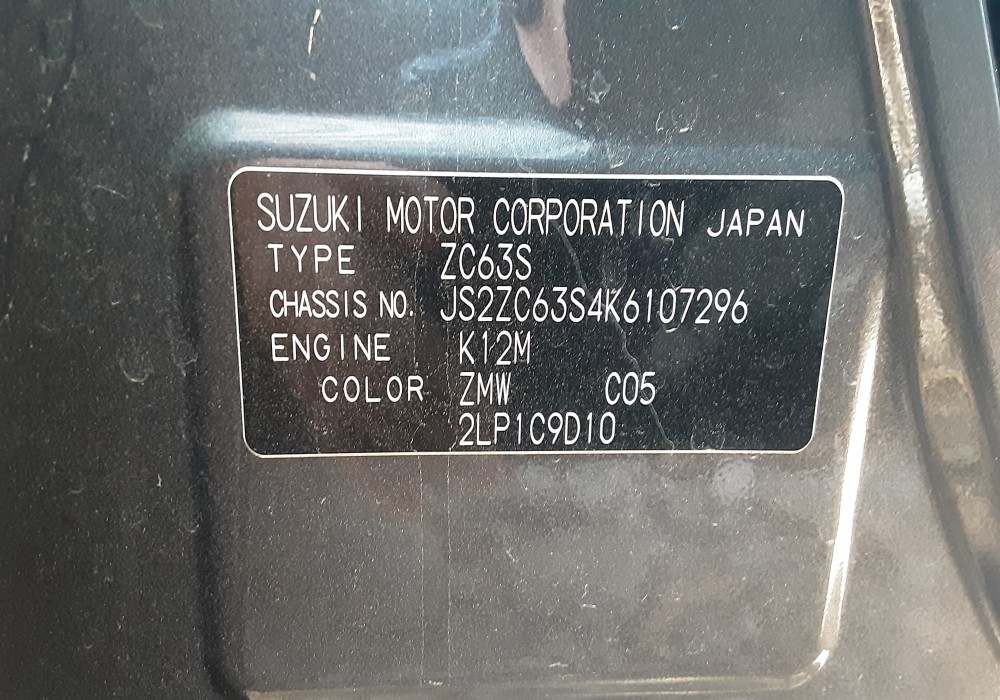 SUZUKI MOTOR CORPORATION JAPAN
TYPE ZC63S
CHASSIS NO. JS2ZC63S4K6107296
ENGINE K12M
COLOR ZMW C05
2LP1C9D10